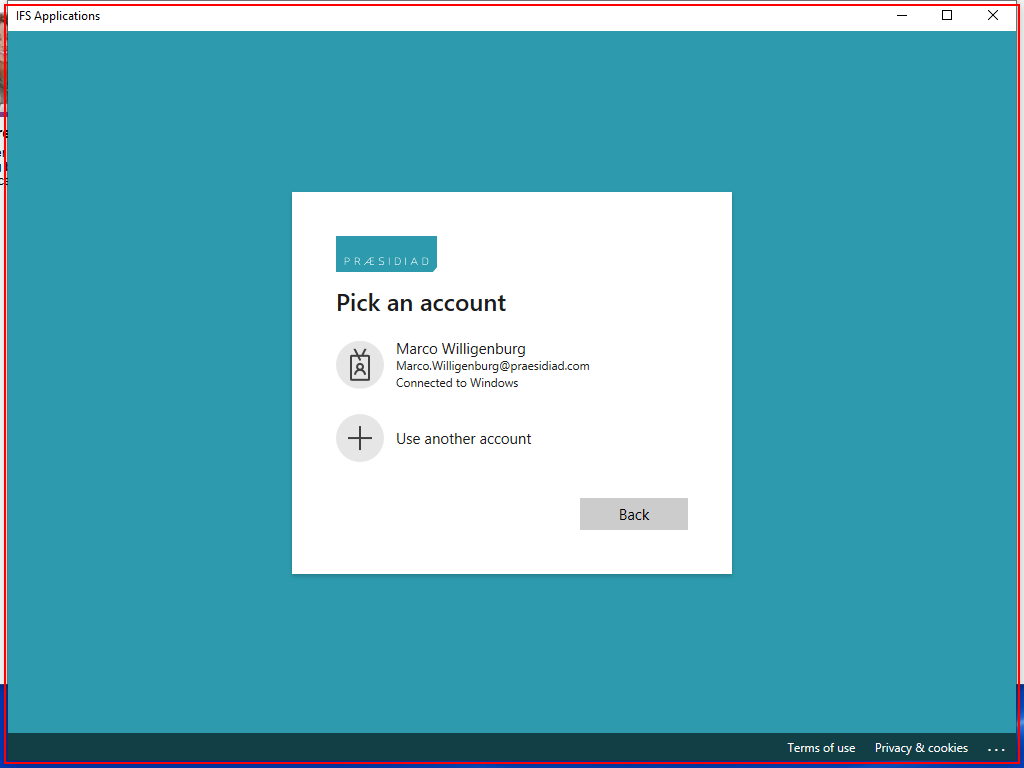 IFS Applications
PRÆSIDIAD
Pick an account
Marco Willigenburg
Marco.Willigenburg@praesidiad.com
Connected to Windows
Use another account
Back
Terms of use
Privacy & cookies
...